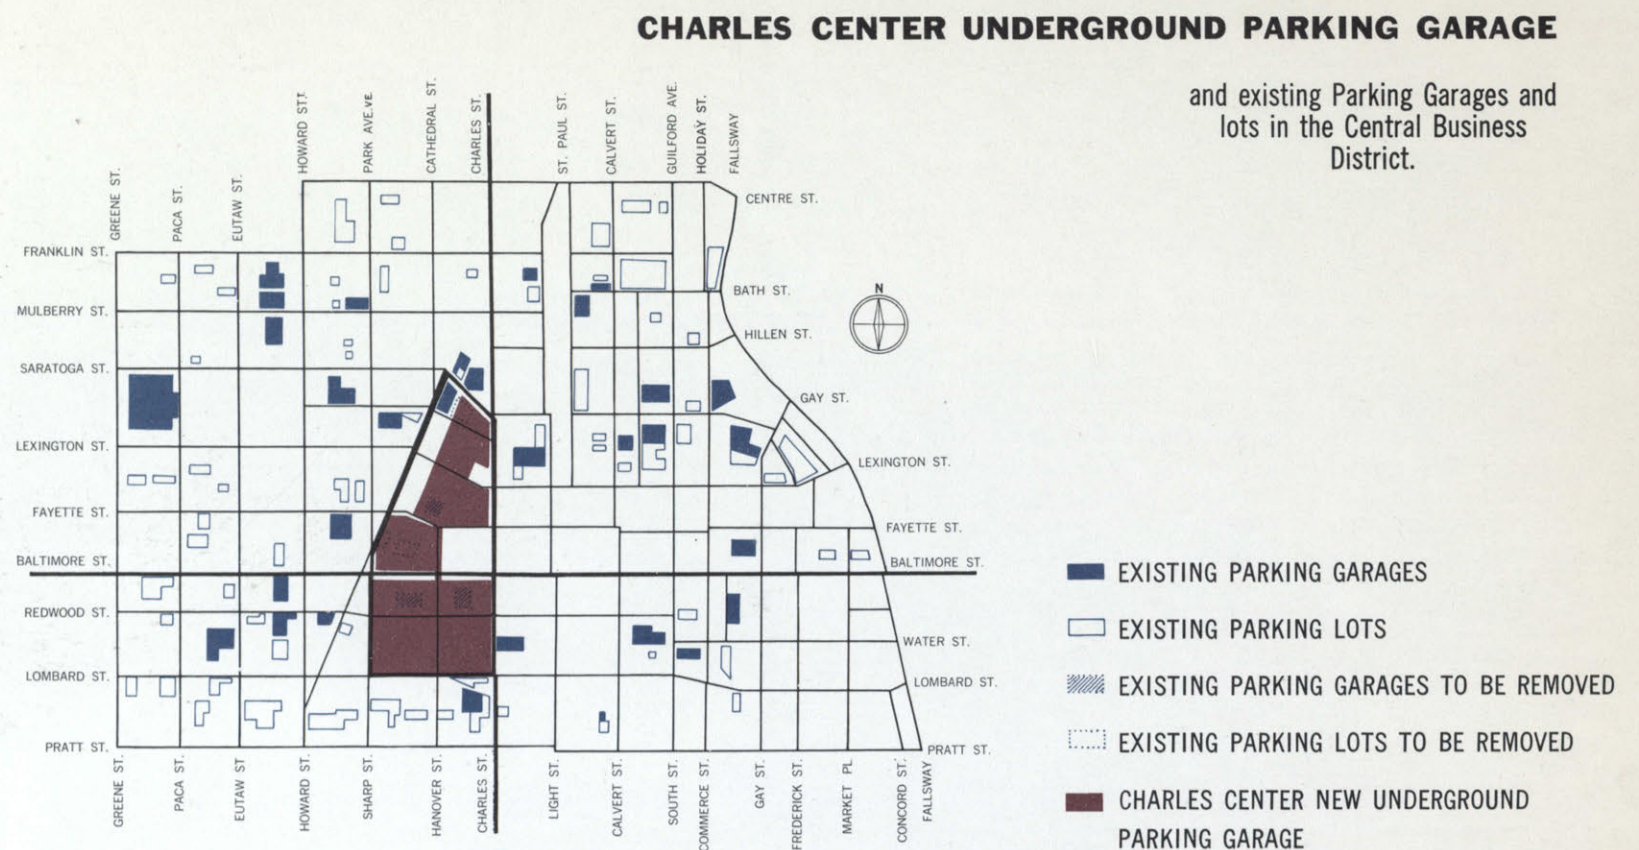 CHARLES CENTER UNDERGROUND PARKING GARAGE
and existing Parking Garages and
lots in the Central Business
District.
GREENE ST.
PACA ST.
EUTAW ST.
HOWARD ST.
PARK AVE.
CATHEDRAL ST.
CHARLES ST.
ST. PAUL ST.
CALVERT ST.
GUILFORD AVE.
HOLIDAY ST.
FALLSWAY
CENTRE ST.
FRANKLIN ST.
BATH ST.
N
MULBERRY ST.
HILLEN ST.
SARATOGA ST.
GAY ST.
LEXINGTON ST.
LEXINGTON ST.
FAYETTE ST.
FAYETTE ST.
BALTIMORE ST.
BALTIMORE ST.
REDWOOD ST.
WATER ST.
LOMBARD ST.
LOMBARD ST.
PRATT ST.
PRATT ST.
GREENE ST.
PACA ST.
EUTAW ST
HOWARD ST.
SHARP ST.
HANOVER ST.
CHARLES ST.
LIGHT ST.
CALVERT ST.
SOUTH ST.
COMMERCE ST.
GAY ST.
FREDERICK ST.
MARKET PL.
CONCORD ST.
FALLSWAY
EXISTING PARKING GARAGES
EXISTING PARKING LOTS
EXISTING PARKING GARAGES TO BE REMOVED
EXISTING PARKING LOTS TO BE REMOVED
CHARLES CENTER NEW UNDERGROUND
PARKING GARAGE